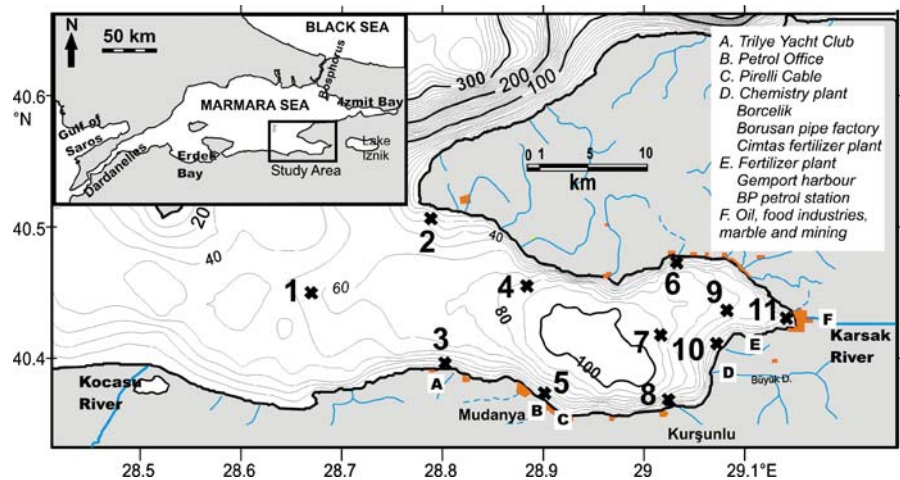 N
50 km
BLACK SEA
Bosphorus
MARMARA SEA
Izmit Bay
Gulf of
Saros
Dardanelles
Erdek
Bay
Lake
Iznik
Study Area
300
200
100
A. Trilye Yacht Club
B. Petrol Office
C. Pirelli Cable
D. Chemistry plant
Borcelik
Borusan pipe factory
Cimtas fertilizer plant
E. Fertilizer plant
Gemport harbour
BP petrol station
F. Oil, food industries,
marble and mining
0 1 5 10
km
40.6
°N
40.5
40.4
20
40
40
60
80
100
1
2
3
4
5
6
7
8
9
10
11
A
B
C
D
E
F
Karsak
River
Kocasu
River
Mudanya
Büyük D.
Kurşunlu
28.5 28.6 28.7 28.8 28.9 29 29.1°E